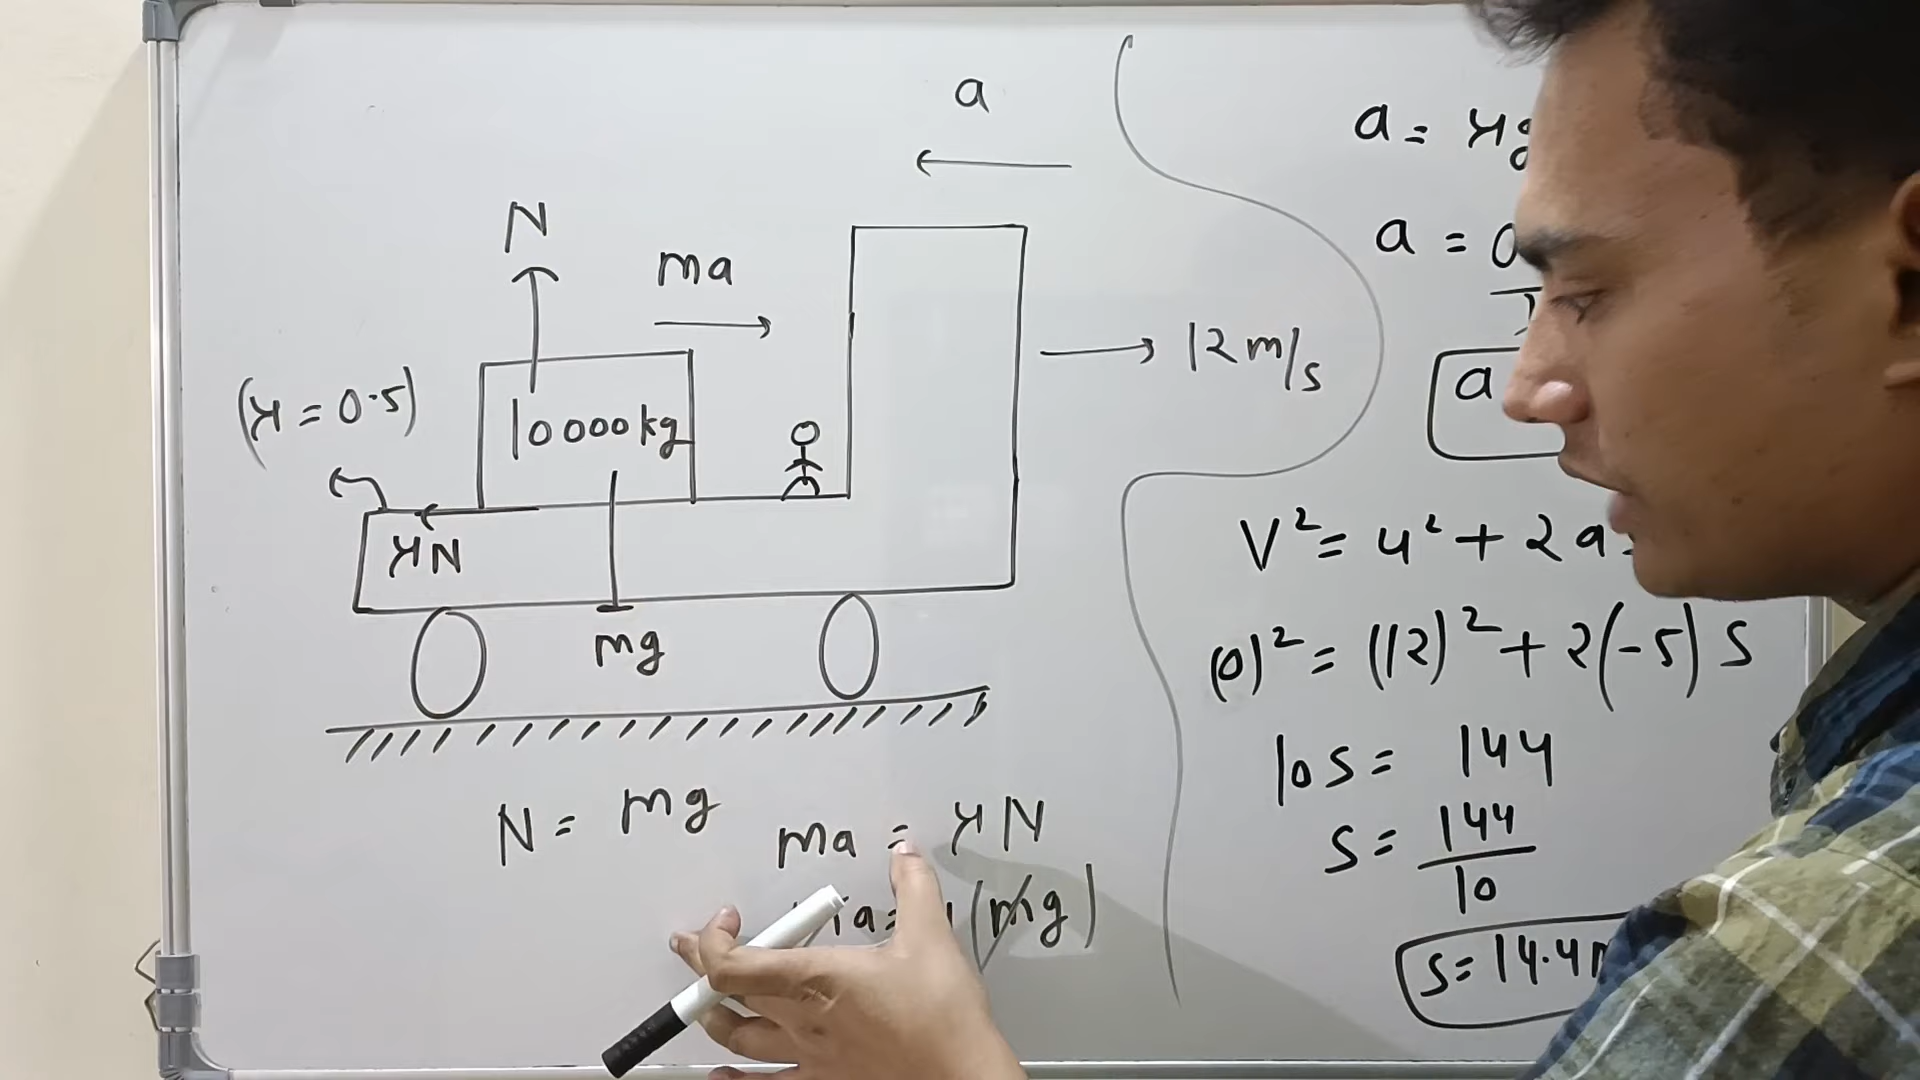 a
N
ma
12 m/s
(μ = 0.5)
10000 kg
μN
mg
N = mg
ma = μN
a = (mg)
a = μg
a = 0
a
V² = u² + 2a
(0)² = (12)² + 2(-5) S
10S = 144
S = 144
10
S = 14.4